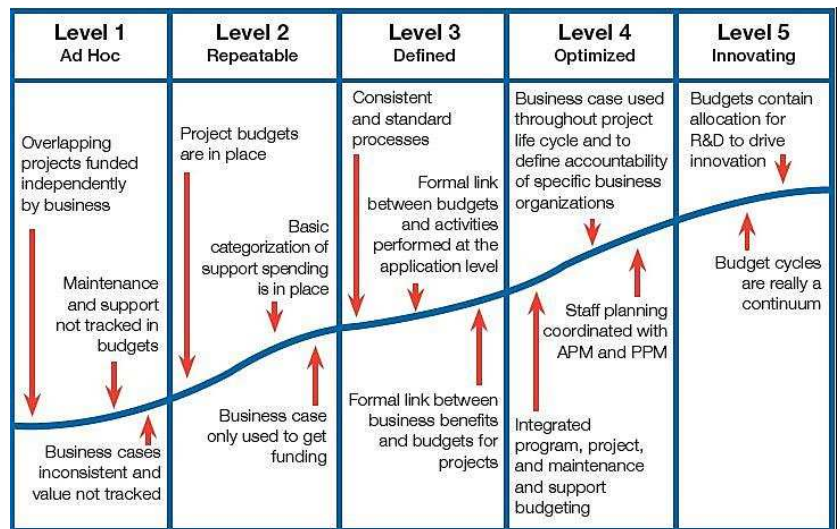 Level 1
Ad Hoc
Level 2
Repeatable
Level 3
Defined
Level 4
Optimized
Level 5
Innovating
Overlapping
projects funded
independently
by business
Maintenance
and support
not tracked in
budgets
Business cases
inconsistent and
value not tracked
Project budgets
are in place
Basic
categorization of
support spending
is in place
Business case
only used to get
funding
Consistent
and standard
processes
Formal link
between budgets
and activities
performed at the
application level
Formal link between
business benefits
and budgets for
projects
Business case used
throughout project
life cycle and to
define accountability
of specific business
organizations
Staff planning
coordinated with
APM and PPM
Integrated
program, project,
and maintenance
and support
budgeting
Budgets contain
allocation for
R&D to drive
innovation
Budget cycles
are really a
continuum